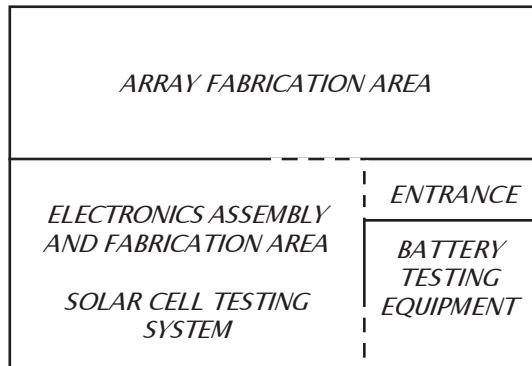 ARRAY FABRICATION AREA
ELECTRONICS ASSEMBLY
AND FABRICATION AREA
SOLAR CELL TESTING
SYSTEM
ENTRANCE
BATTERY
TESTING
EQUIPMENT